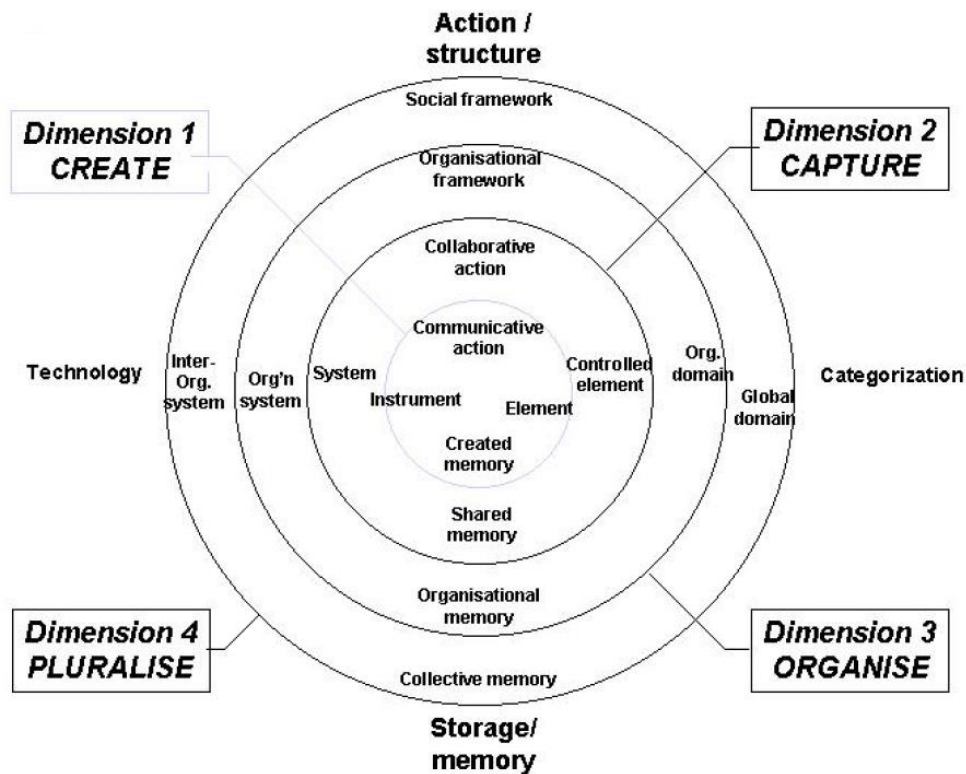 Action /
structure
Social framework
Dimension 1
CREATE
Dimension 2
CAPTURE
Organisational
framework
Collaborative
action
Communicative
action
Technology
Inter-
Org.
system
Org'n
system
System
Instrument
Element
Controlled
element
Org.
domain
Global
domain
Categorization
Created
memory
Shared
memory
Organisational
memory
Dimension 4
PLURALISE
Dimension 3
ORGANISE
Collective memory
Storage/
memory